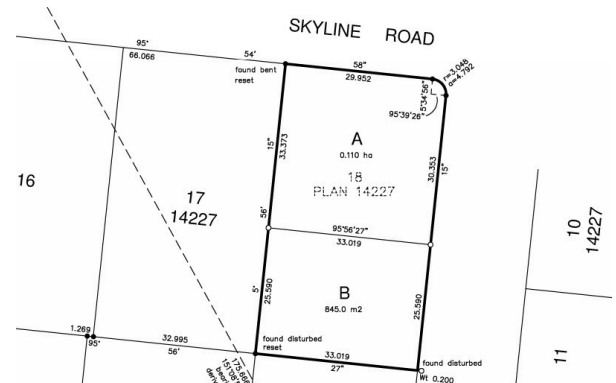 SKYLINE ROAD
95'
66.066
54'
58"
29.952
r=3.048
a=4.792
found bent
reset
5°34'56"
95°39'26"
15"
33.373
A
0.110 ha
18
PLAN 14227
30.353
15"
16
17
14227
56'
95°56'27"
33.019
10
14227
B
845.0 m2
5°
25.590
25.590
1.269
95°
32.995
56'
found disturbed
reset
33.019
27"
found disturbed
Wt 0.200
11